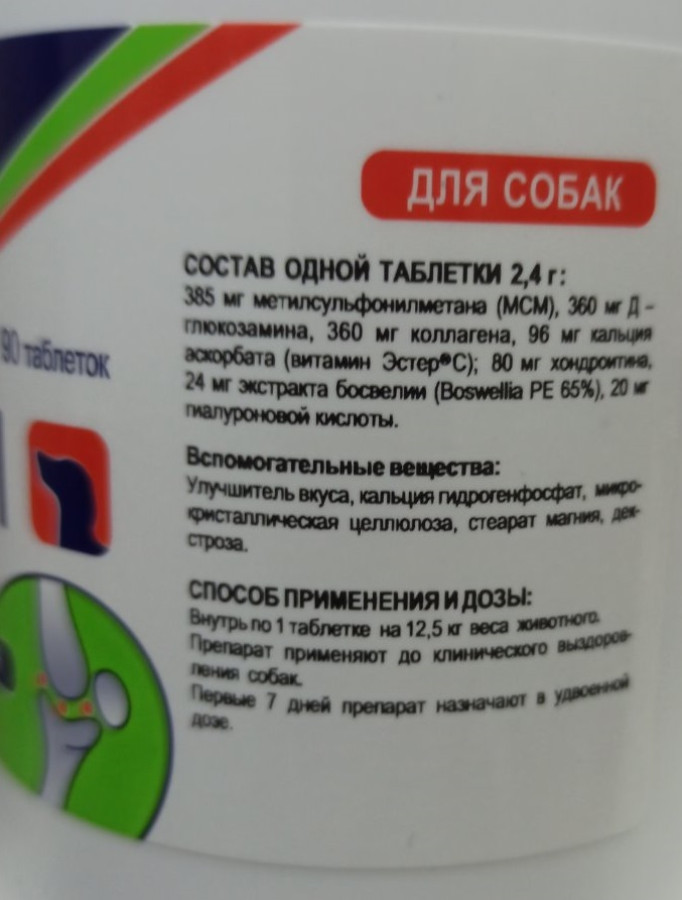 ДЛЯ СОБАК
СОСТАВ ОДНОЙ ТАБЛЕТКИ 2,4 г:
385 мг метилсульфонилметана (МСМ), 360 мг Д –
глюкозамина, 360 мг коллагена, 96 мг кальция
аскорбата (витамин Эстер®С); 80 мг хондроитина,
24 мг экстракта босвелии (Boswellia PE 65%), 20 мг
гиалуроновой кислоты.
90 таблеток
Вспомогательные вещества:
Улучшитель вкуса, кальция гидрогенфосфат, микро-
кристаллическая целлюлоза, стеарат магния, дек-
строза.
СПОСОБ ПРИМЕНЕНИЯ И ДОЗЫ:
Внутрь по 1 таблетке на 12,5 кг веса животного.
Препарат применяют до клинического выздоров-
ления собак.
Первые 7 дней препарат назначают в удвоенной
дозе.